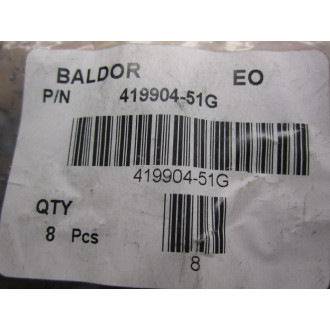 BALDOR EO
P/N 419904-51G
419904-51G
QTY
8 Pcs
8